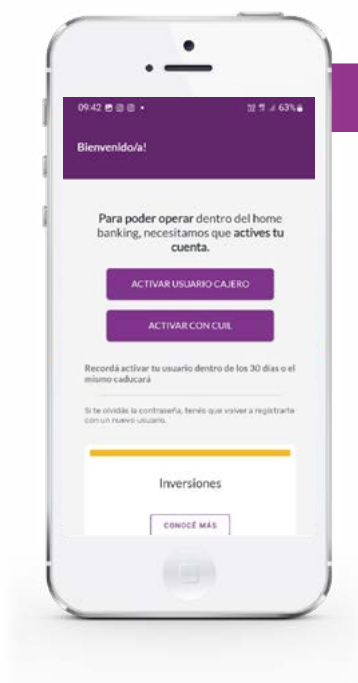 09:42
63%
Bienvenido/a!
Para poder operar dentro del home
banking, necesitamos que actives tu
cuenta.
ACTIVAR USUARIO CAJERO
ACTIVAR CON CUIL
Recordá activar tu usuario dentro de los 30 días o el
mismo caducará
Si te olvidás la contraseña, tenés que volver a registrarte
con un nuevo usuario.
Inversiones
CONOCÉ MÁS